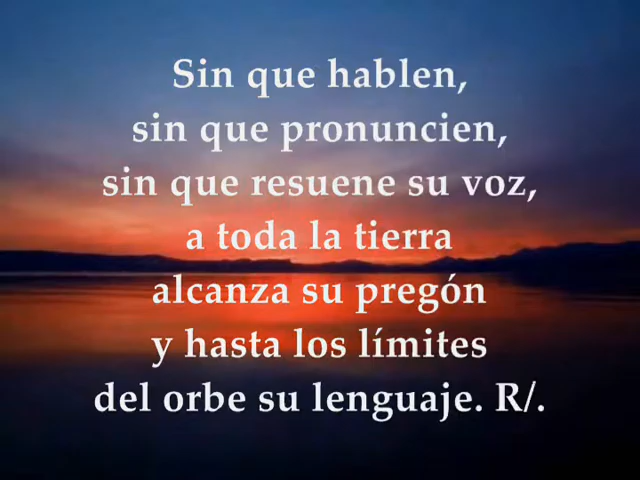 Sin que hablen,
sin que pronuncien,
sin que resuene su voz,
a toda la tierra
alcanza su pregón
y hasta los límites
del orbe su lenguaje. R/.